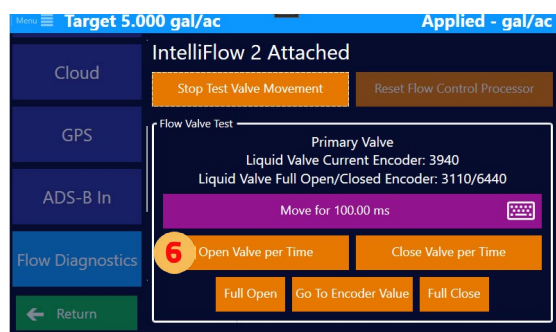 Menu Target 5.000 gal/ac Applied - gal/ac
IntelliFlow 2 Attached
Cloud
Stop Test Valve Movement
Reset Flow Control Processor
Flow Valve Test
GPS
Primary Valve
Liquid Valve Current Encoder: 3940
Liquid Valve Full Open/Closed Encoder: 3110/6440
ADS-B In
Move for 100.00 ms
6
Open Valve per Time
Close Valve per Time
Flow Diagnostics
Full Open
Go To Encoder Value
Full Close
Return